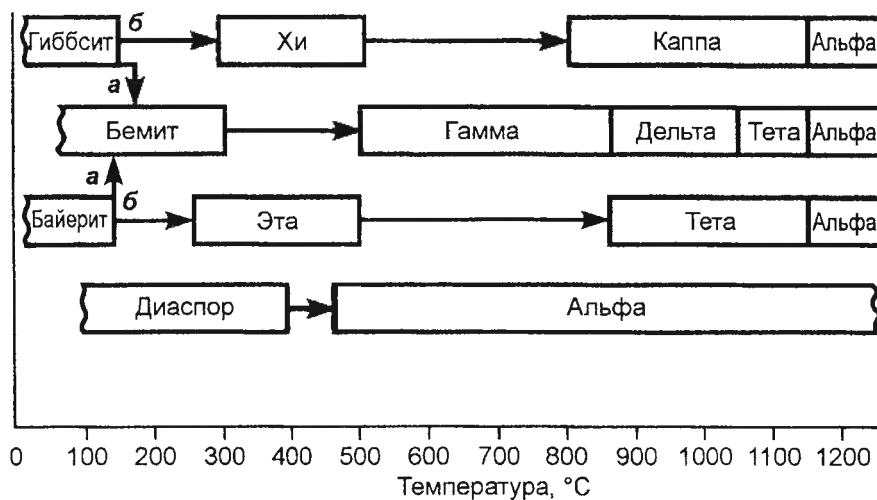 Гиббсит б Хи Каппа Альфа
а
Бемит Гамма Дельта Тета Альфа
а
Байерит б Эта Тета Альфа
Диаспор Альфа
0 100 200 300 400 500 600 700 800 900 1000 1100 1200
Температура, °C